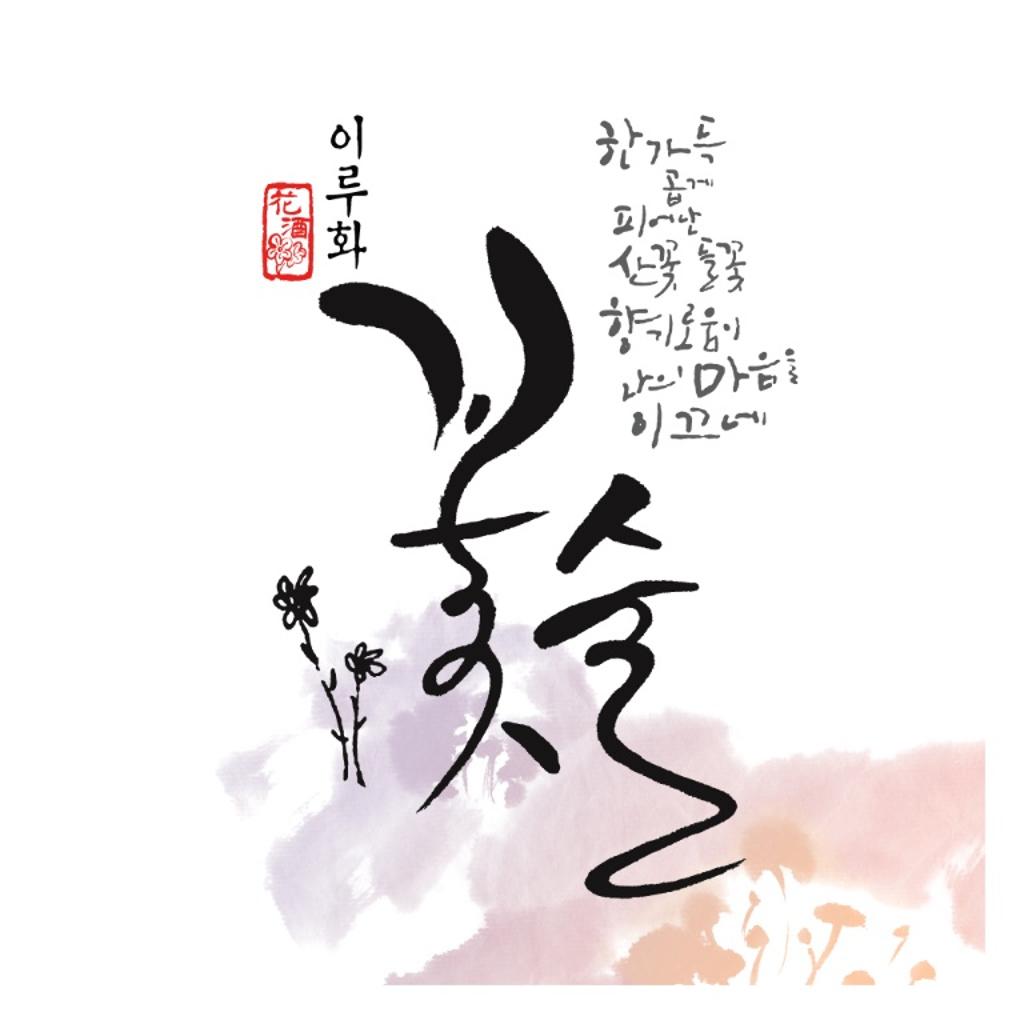 이루화
花酒
꽃술
한가득
곱게
피어난
산꽃 들꽃
향기로움이
나의 마음을
이끄네